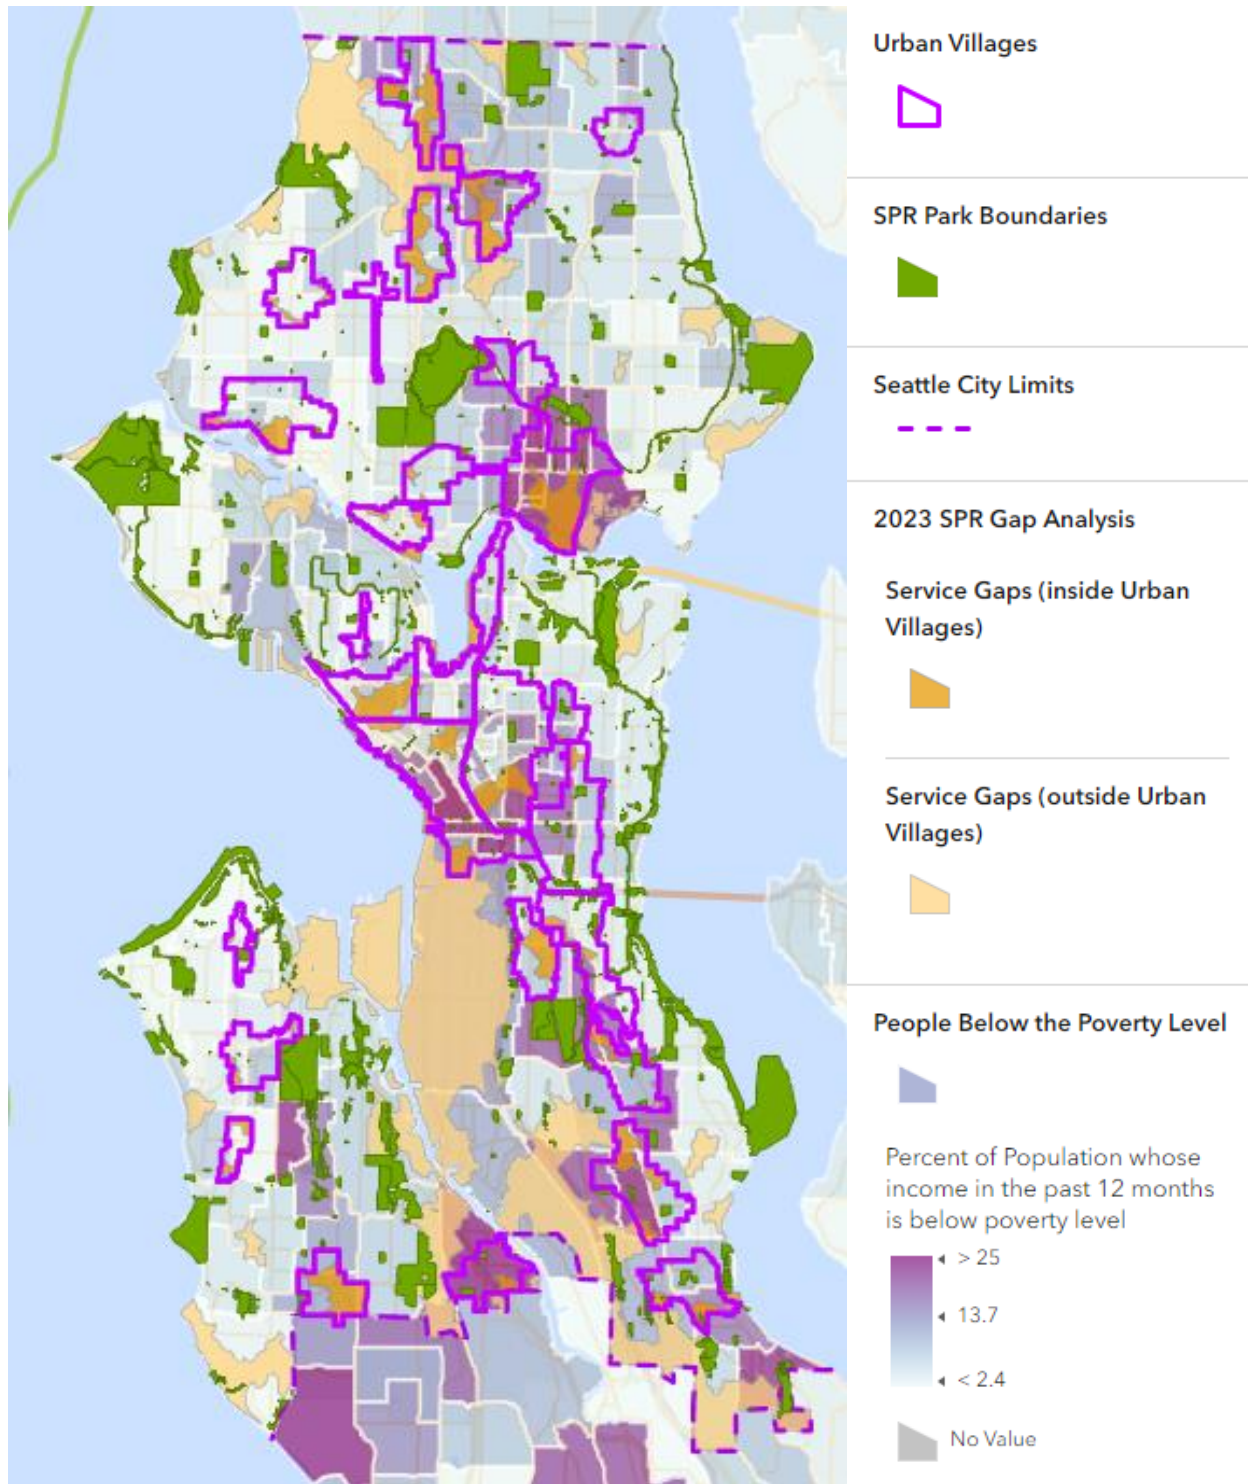 Urban Villages
SPR Park Boundaries
Seattle City Limits
2023 SPR Gap Analysis
Service Gaps (inside Urban
Villages)
Service Gaps (outside Urban
Villages)
People Below the Poverty Level
Percent of Population whose
income in the past 12 months
is below poverty level
> 25
13.7
< 2.4
No Value